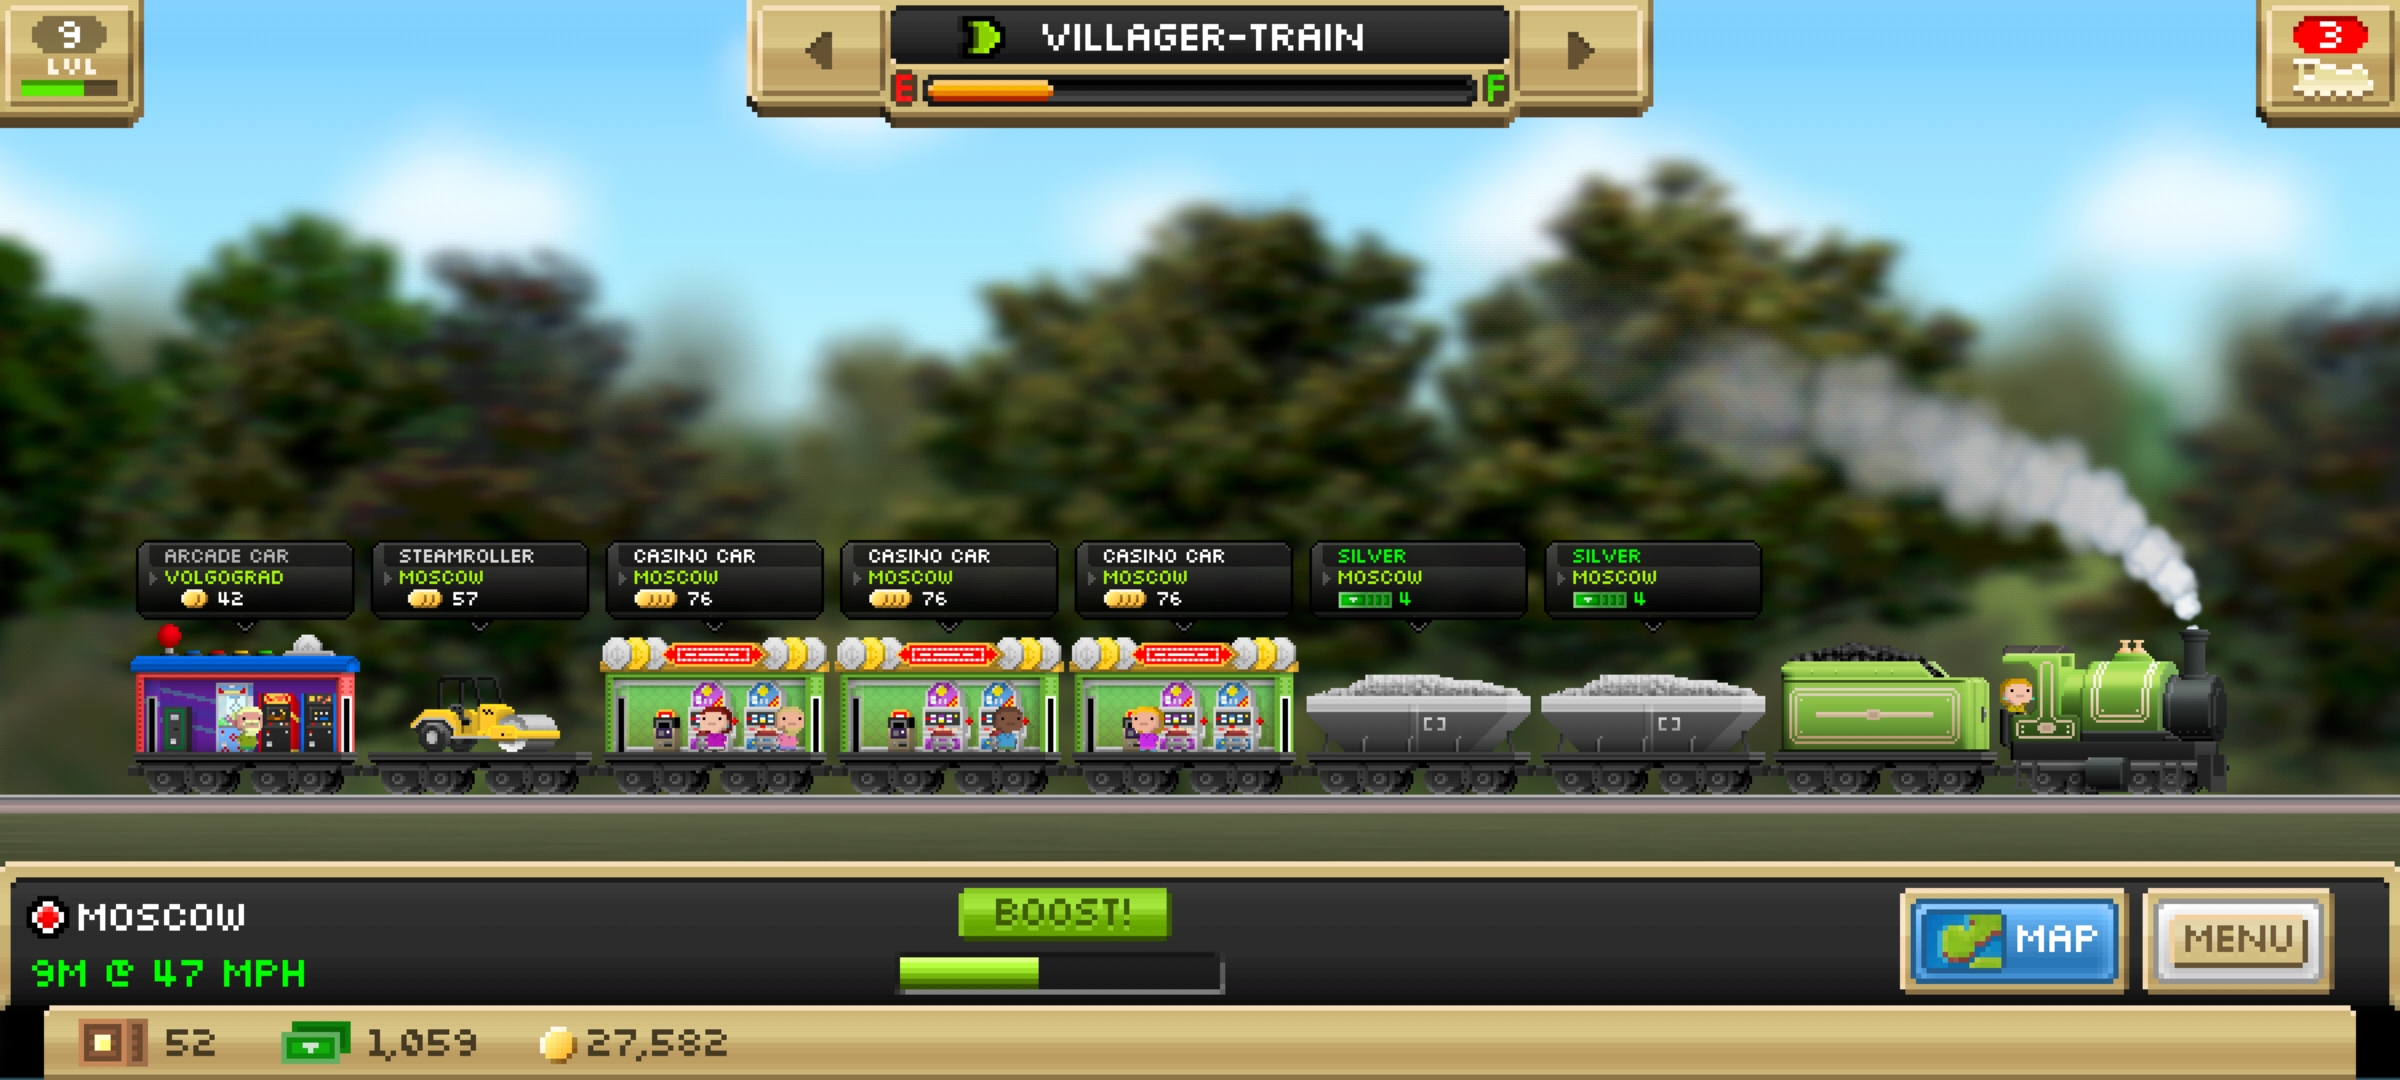 9
LVL
VILLAGER-TRAIN
E
F
3
ARCADE CAR
VOLGOGRAD
42
STEAMROLLER
MOSCOW
57
CASINO CAR
MOSCOW
76
CASINO CAR
MOSCOW
76
CASINO CAR
MOSCOW
76
SILVER
MOSCOW
4
SILVER
MOSCOW
4
MOSCOW
9M @ 47 MPH
BOOST!
MAP
MENU
52
1,059
27,582